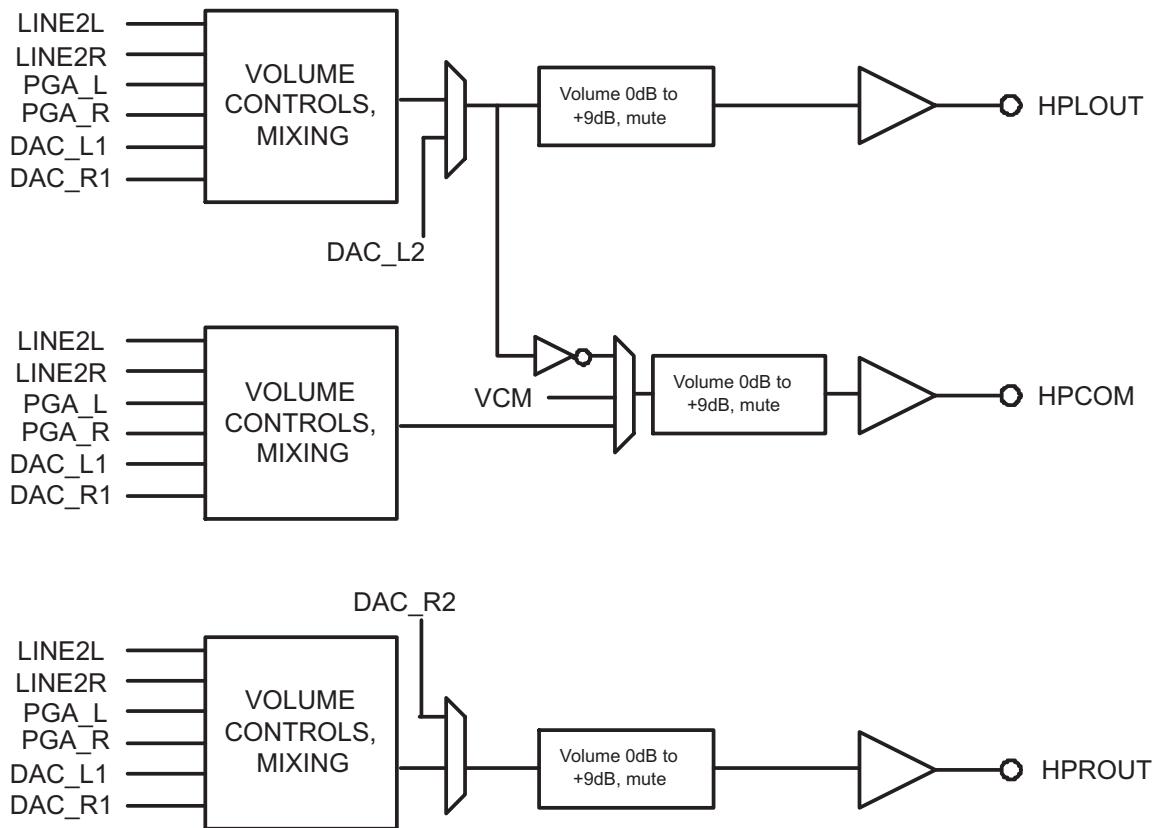 LINE2L
LINE2R
PGA_L
PGA_R
DAC_L1
DAC_R1
VOLUME
CONTROLS,
MIXING
DAC_L2
Volume 0dB to
+9dB, mute
HPLOUT
LINE2L
LINE2R
PGA_L
PGA_R
DAC_L1
DAC_R1
VOLUME
CONTROLS,
MIXING
VCM
Volume 0dB to
+9dB, mute
HPCOM
DAC_R2
LINE2L
LINE2R
PGA_L
PGA_R
DAC_L1
DAC_R1
VOLUME
CONTROLS,
MIXING
Volume 0dB to
+9dB, mute
HPROUT